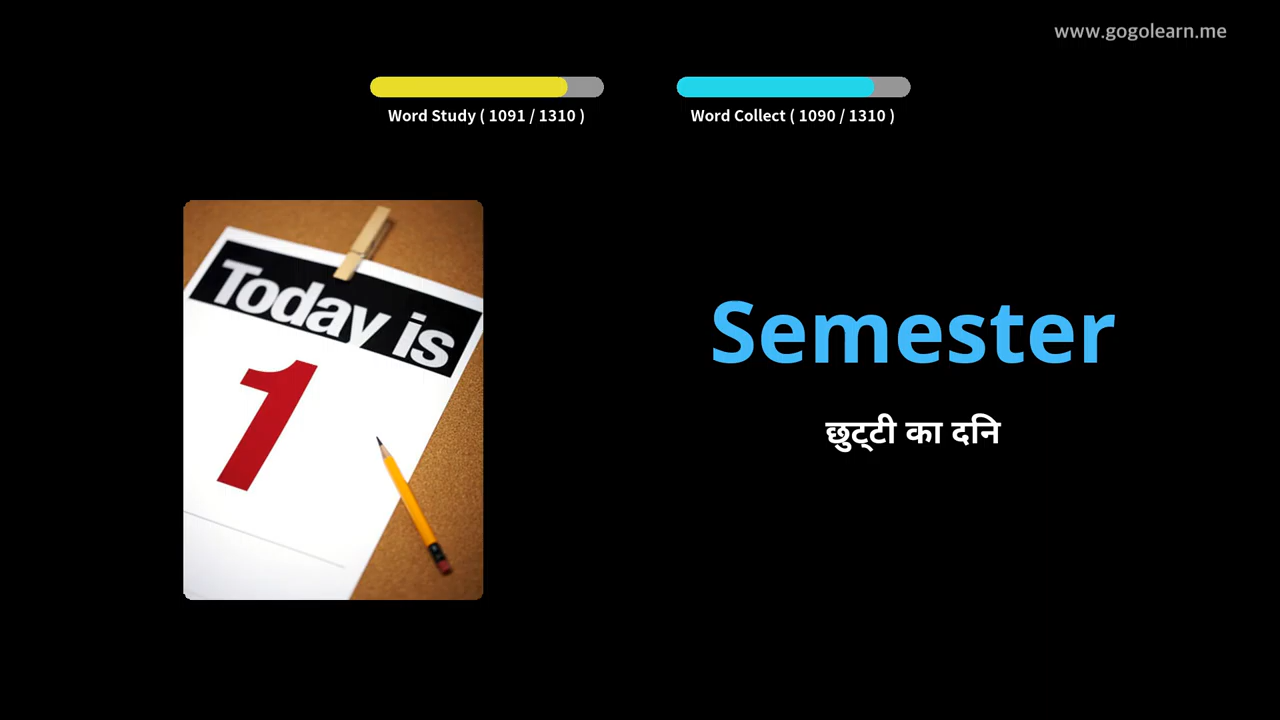 www.gogolearn.me
Word Study ( 1091 / 1310 )
Word Collect ( 1090 / 1310 )
Today is
1
Semester
छुट्टी का दनि